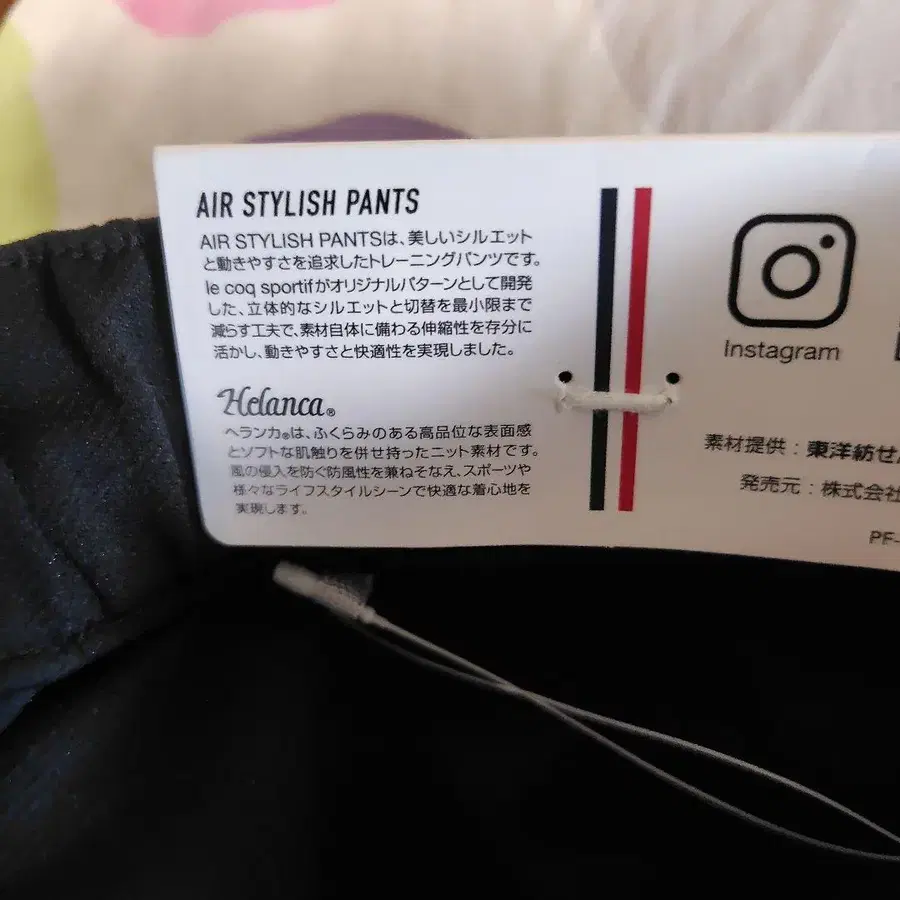 AIR STYLISH PANTS
AIR STYLISH PANTSは、美しいシルエット
と動きやすさを追求したトレーニングパンツです。
le coq sportifがオリジナルパターンとして開発
した、立体的なシルエットと切替を最小限まで
減らす工夫で、素材自体に備わる伸縮性を存分に
活かし、動きやすさと快適性を実現しました。
Helanca®
ヘランカ®は、ふくらみのある高品位な表面感
とソフトな肌触りを併せ持ったニット素材です。
風の侵入を防ぐ防風性を兼ねそなえ、スポーツや
様々なライフスタイルシーンで快適な着心地を
実現します。
Instagram
素材提供：東洋紡せ
発売元：株式会社
PF-